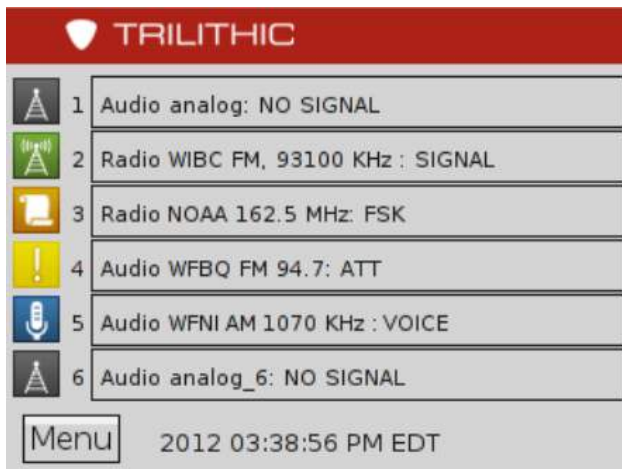 TRILITHIC
1 Audio analog: NO SIGNAL
2 Radio WIBC FM, 93100 KHz : SIGNAL
3 Radio NOAA 162.5 MHz: FSK
4 Audio WFBQ FM 94.7: ATT
5 Audio WFNI AM 1070 KHz : VOICE
6 Audio analog_6: NO SIGNAL
Menu 2012 03:38:56 PM EDT